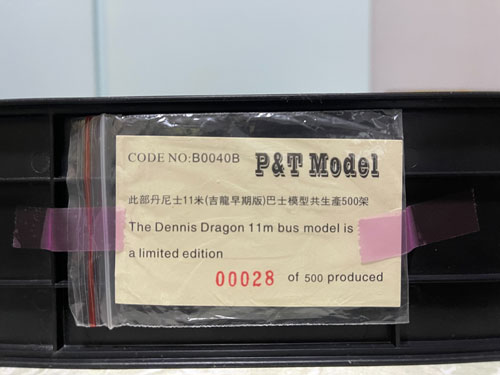 CODE NO:B0040B P&T Model
此部丹尼士11米(吉龍早期版)巴士模型共生產500架
The Dennis Dragon 11m bus model is
a limited edition
00028 of 500 produced